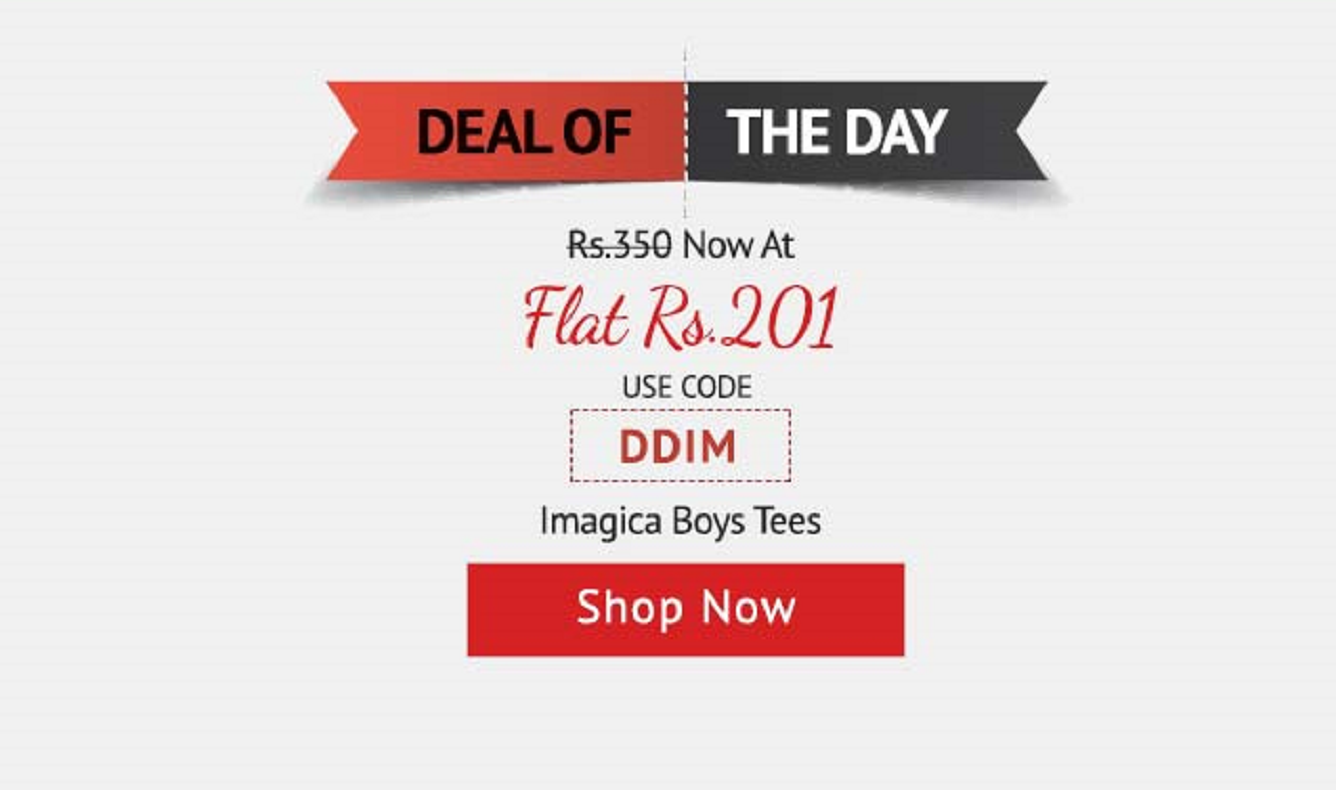 DEAL OF THE DAY
Rs.350 Now At
Flat Rs.201
USE CODE
DDIM
Imagica Boys Tees
Shop Now